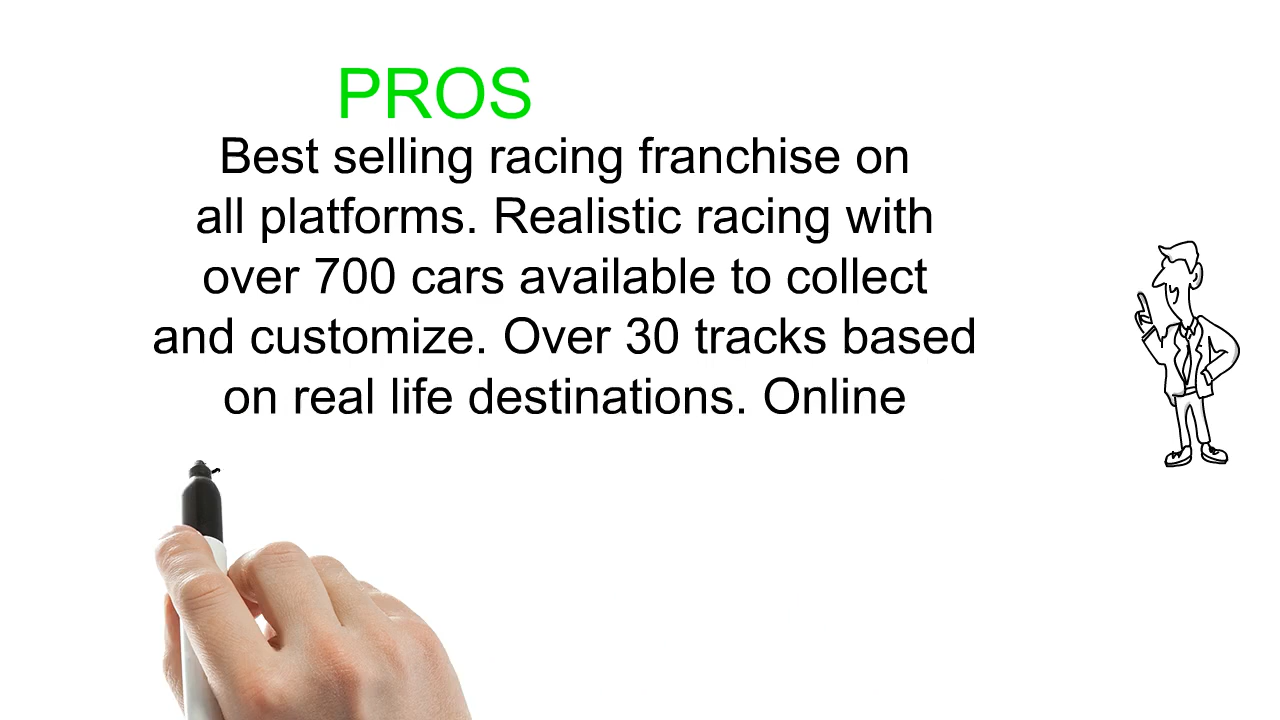 PROS
Best selling racing franchise on
all platforms. Realistic racing with
over 700 cars available to collect
and customize. Over 30 tracks based
on real life destinations. Online